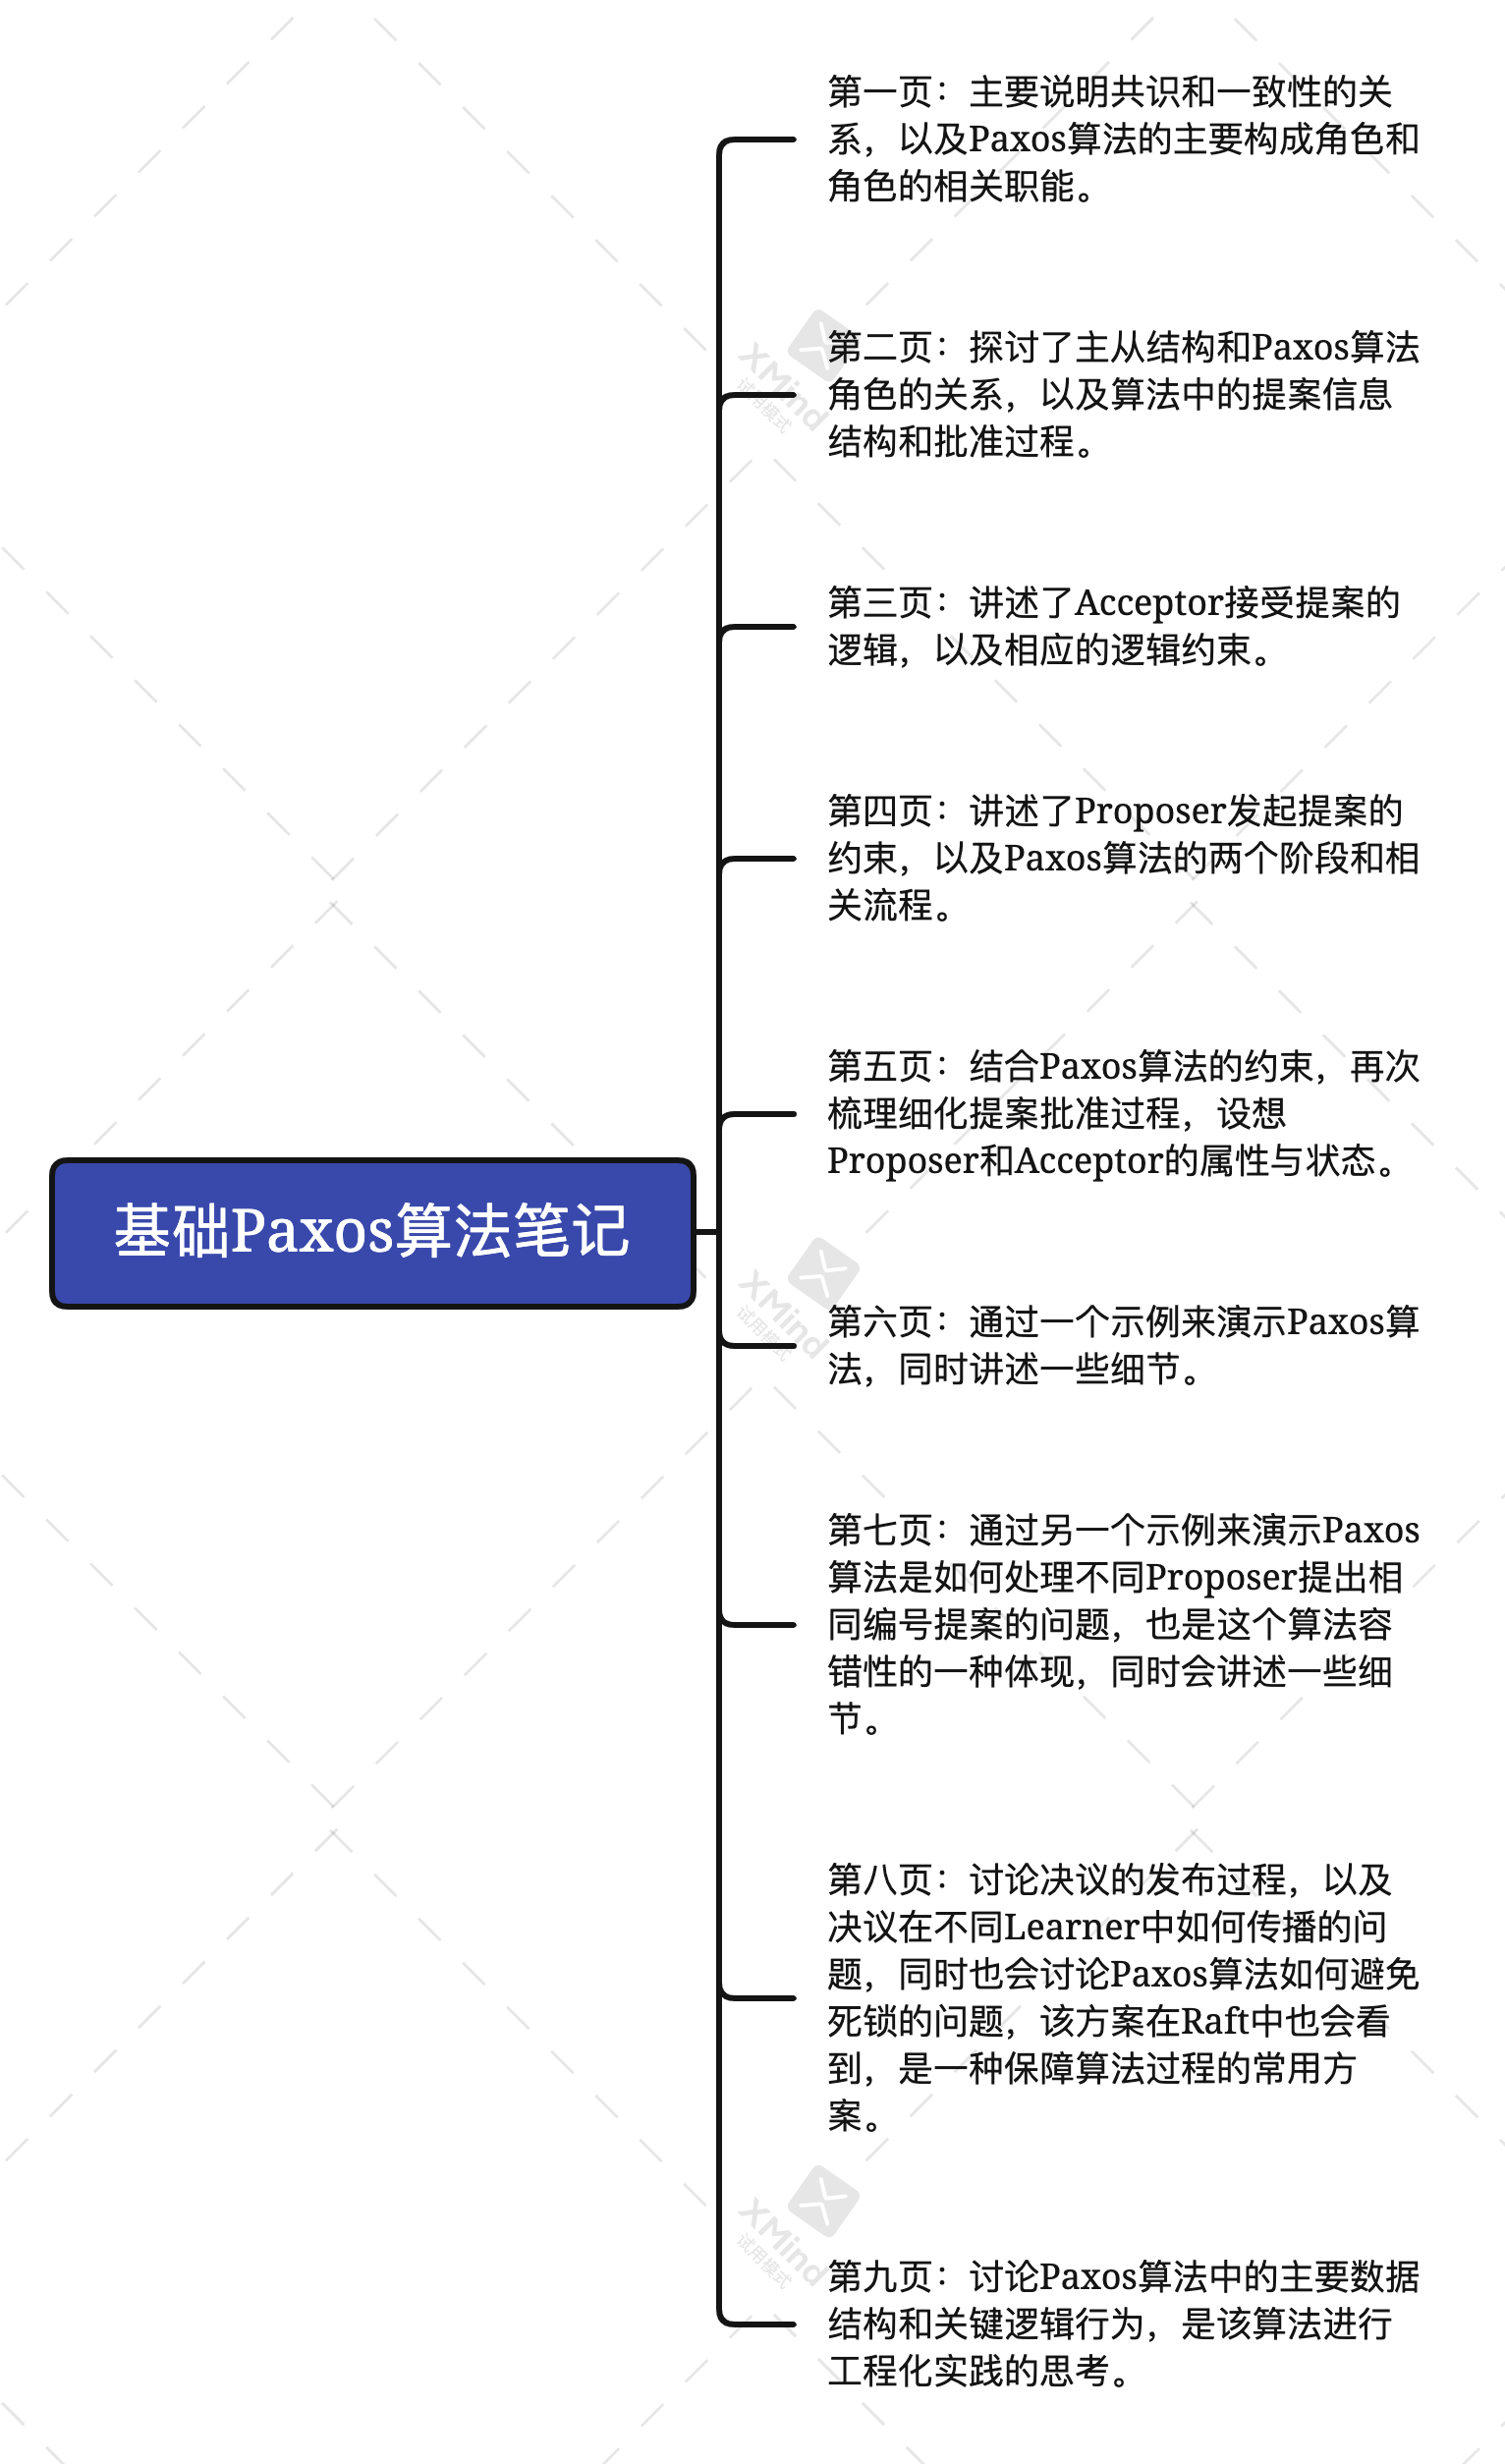 第一页：主要说明共识和一致性的关
系，以及Paxos算法的主要构成角色和
角色的相关职能。
第二页：探讨了主从结构和Paxos算法
角色的关系，以及算法中的提案信息
结构和批准过程。
第三页：讲述了Acceptor接受提案的
逻辑，以及相应的逻辑约束。
第四页：讲述了Proposer发起提案的
约束，以及Paxos算法的两个阶段和相
关流程。
第五页：结合Paxos算法的约束，再次
梳理细化提案批准过程，设想
Proposer和Acceptor的属性与状态。
基础Paxos算法笔记
第六页：通过一个示例来演示Paxos算
法，同时讲述一些细节。
第七页：通过另一个示例来演示Paxos
算法是如何处理不同Proposer提出相
同编号提案的问题，也是这个算法容
错性的一种体现，同时会讲述一些细
节。
第八页：讨论决议的发布过程，以及
决议在不同Learner中如何传播的问
题，同时也会讨论Paxos算法如何避免
死锁的问题，该方案在Raft中也会看
到，是一种保障算法过程的常用方
案。
第九页：讨论Paxos算法中的主要数据
结构和关键逻辑行为，是该算法进行
工程化实践的思考。
XMind
试用模式
XMind
试用模式
XMind
试用模式